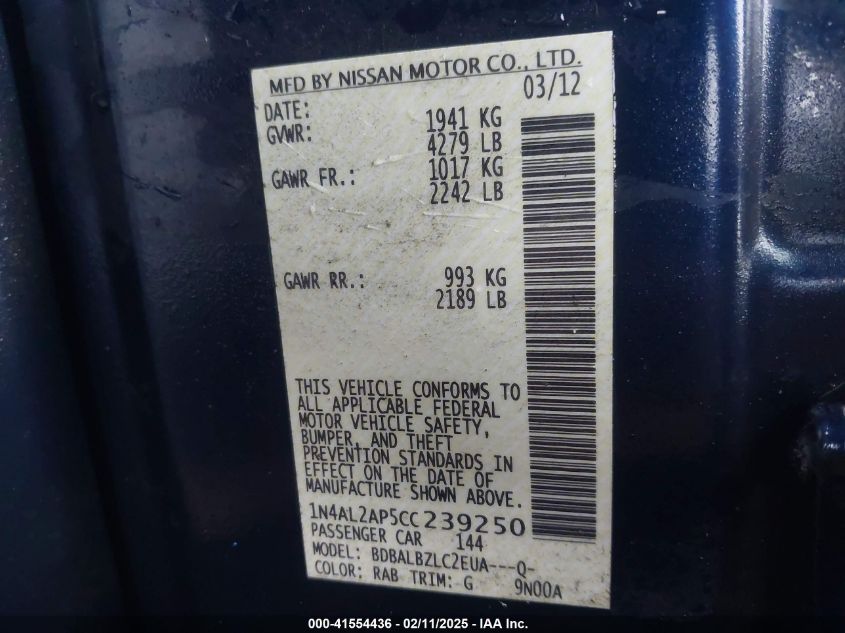 MFD BY NISSAN MOTOR CO., LTD.
DATE: 03/12
GVWR: 1941 KG
4279 LB
GAWR FR.: 1017 KG
2242 LB
GAWR RR.: 993 KG
2189 LB
THIS VEHICLE CONFORMS TO
ALL APPLICABLE FEDERAL
MOTOR VEHICLE SAFETY,
BUMPER, AND THEFT
PREVENTION STANDARDS IN
EFFECT ON THE DATE OF
MANUFACTURE SHOWN ABOVE.
1N4AL2AP5CC239250
PASSENGER CAR 144
MODEL: BDBALBZLC2EUA---Q-
COLOR: RAB TRIM: G 9N00A
000-41554436 - 02/11/2025 - IAA Inc.